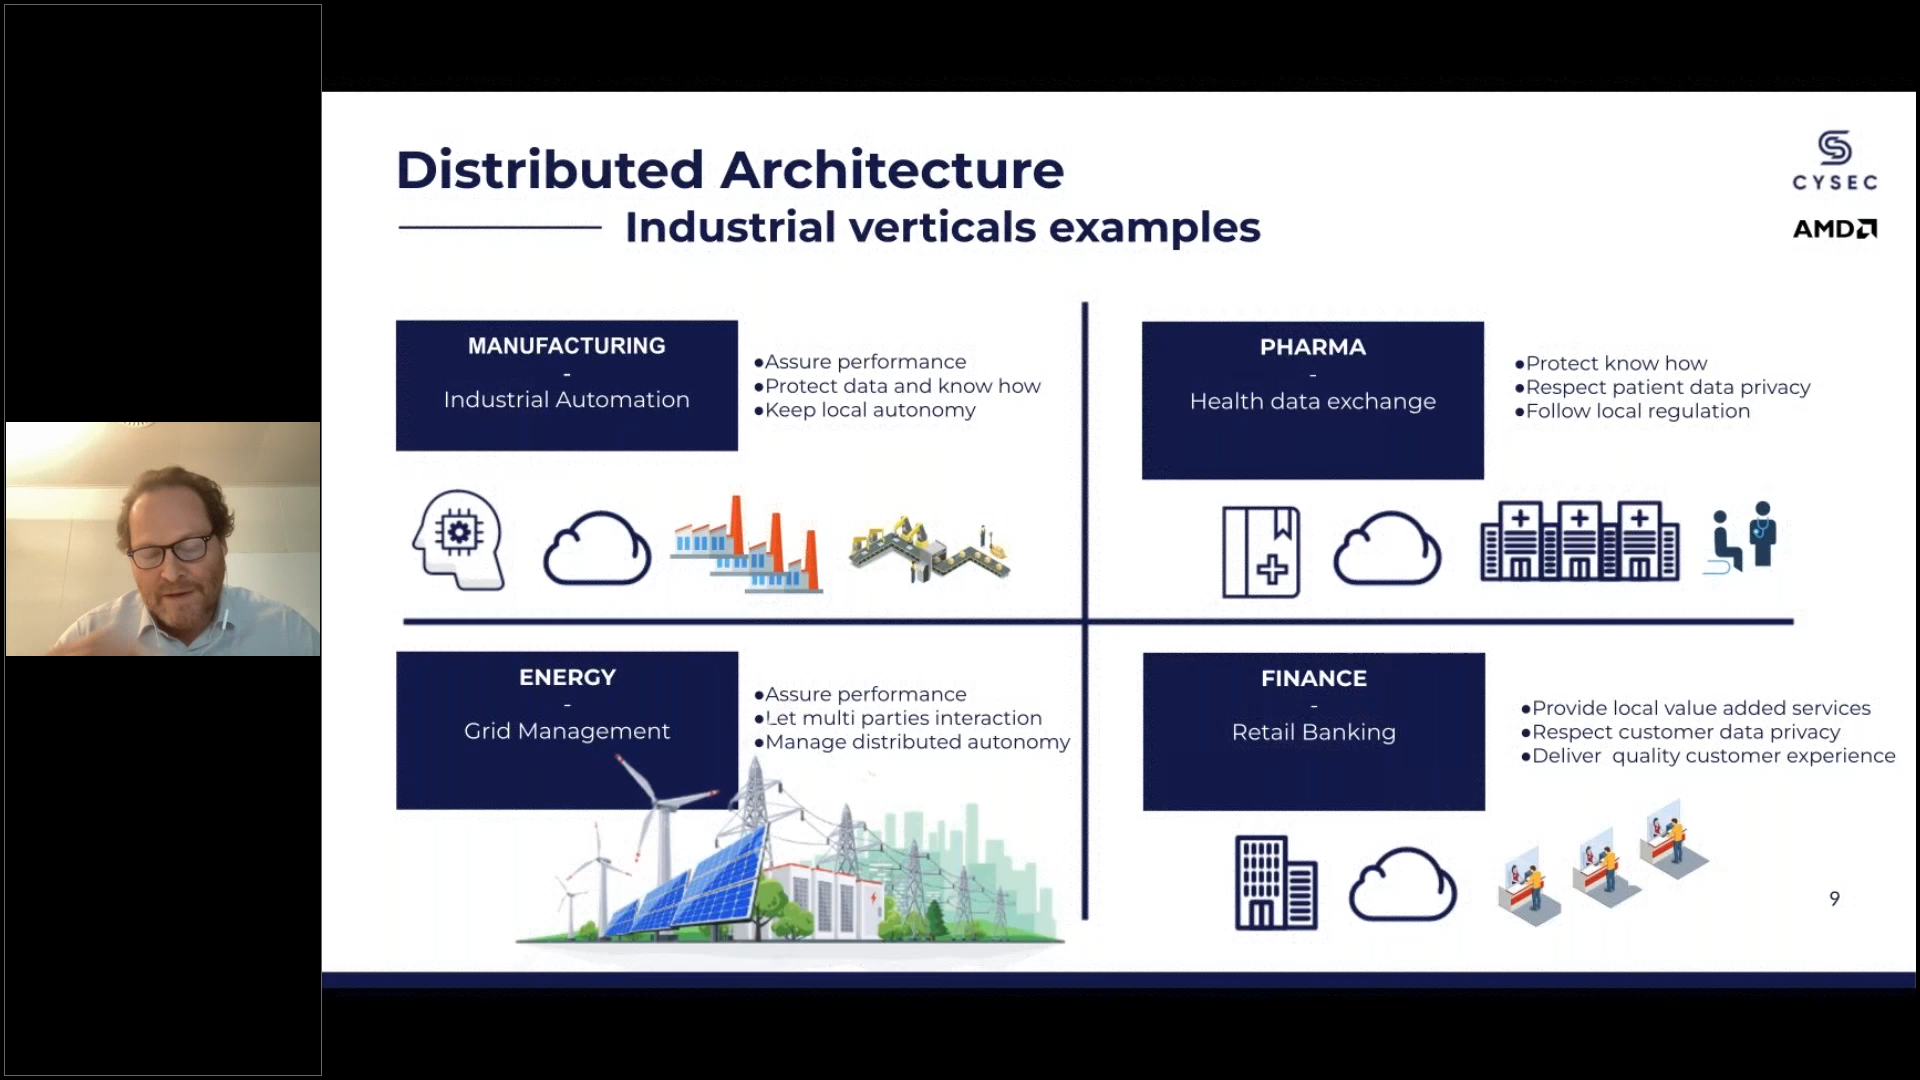 Distributed Architecture
Industrial verticals examples
CYSEC
AMD
MANUFACTURING
-
Industrial Automation
●Assure performance
●Protect data and know how
●Keep local autonomy
PHARMA
-
Health data exchange
●Protect know how
●Respect patient data privacy
●Follow local regulation
ENERGY
-
Grid Management
●Assure performance
●Let multi parties interaction
●Manage distributed autonomy
FINANCE
-
Retail Banking
●Provide local value added services
●Respect customer data privacy
●Deliver  quality customer experience
9